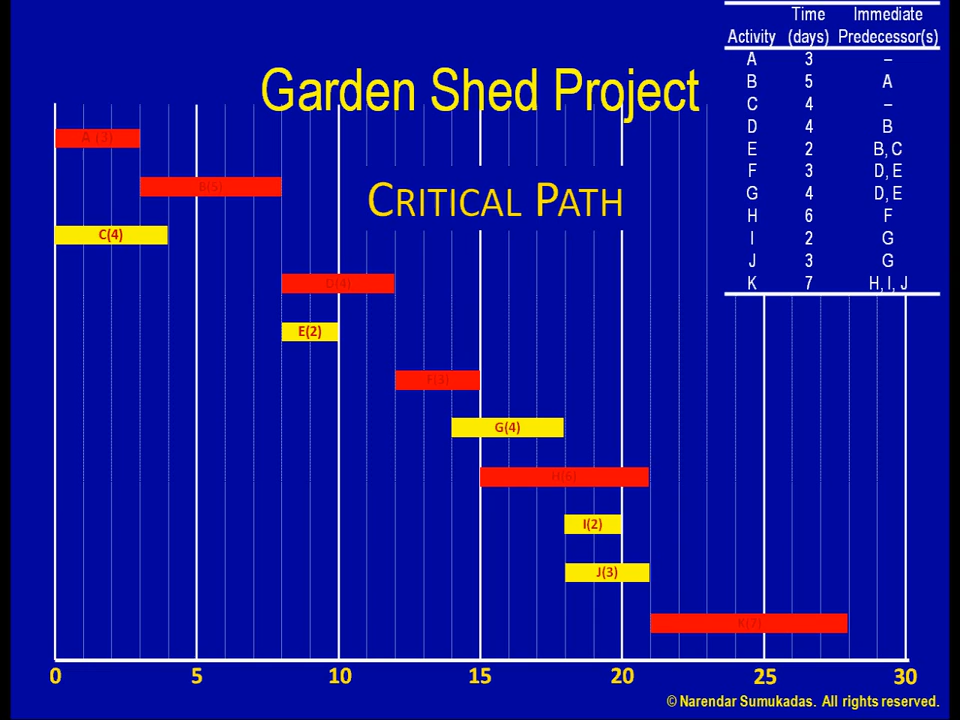 Garden Shed Project
CRITICAL PATH
Time Immediate
Activity (days) Predecessor(s)
A 3 –
B 5 A
C 4 –
D 4 B
E 2 B, C
F 3 D, E
G 4 D, E
H 6 F
I 2 G
J 3 G
K 7 H, I, J
A (3)
B(5)
C(4)
D(4)
E(2)
F(3)
G(4)
H(6)
I(2)
J(3)
K(7)
0 5 10 15 20 25 30
© Narendar Sumukadas. All rights reserved.